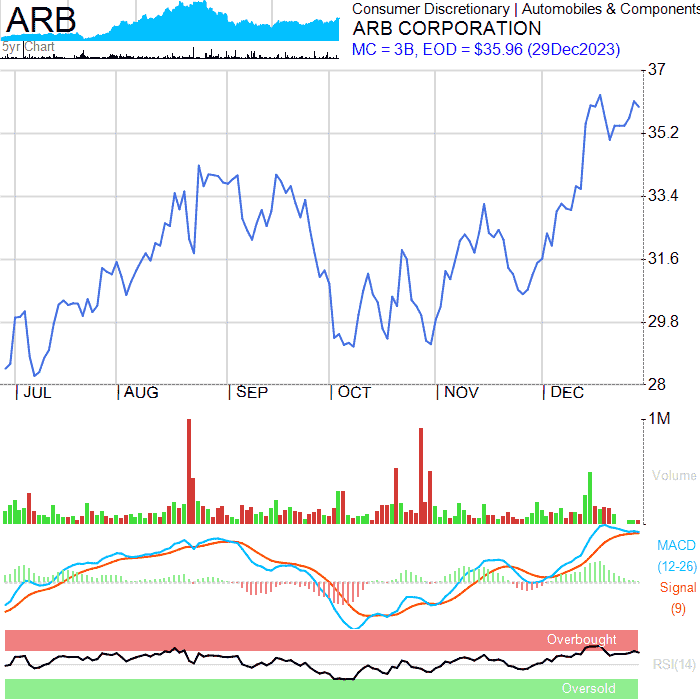 ARB
5yr Chart
Consumer Discretionary | Automobiles & Components
ARB CORPORATION
MC = 3B, EOD = $35.96 (29Dec2023)
37
35.2
33.4
31.6
29.8
28
JUL AUG SEP OCT NOV DEC
1M
Volume
MACD
(12-26)
Signal
(9)
Overbought
RSI(14)
Oversold